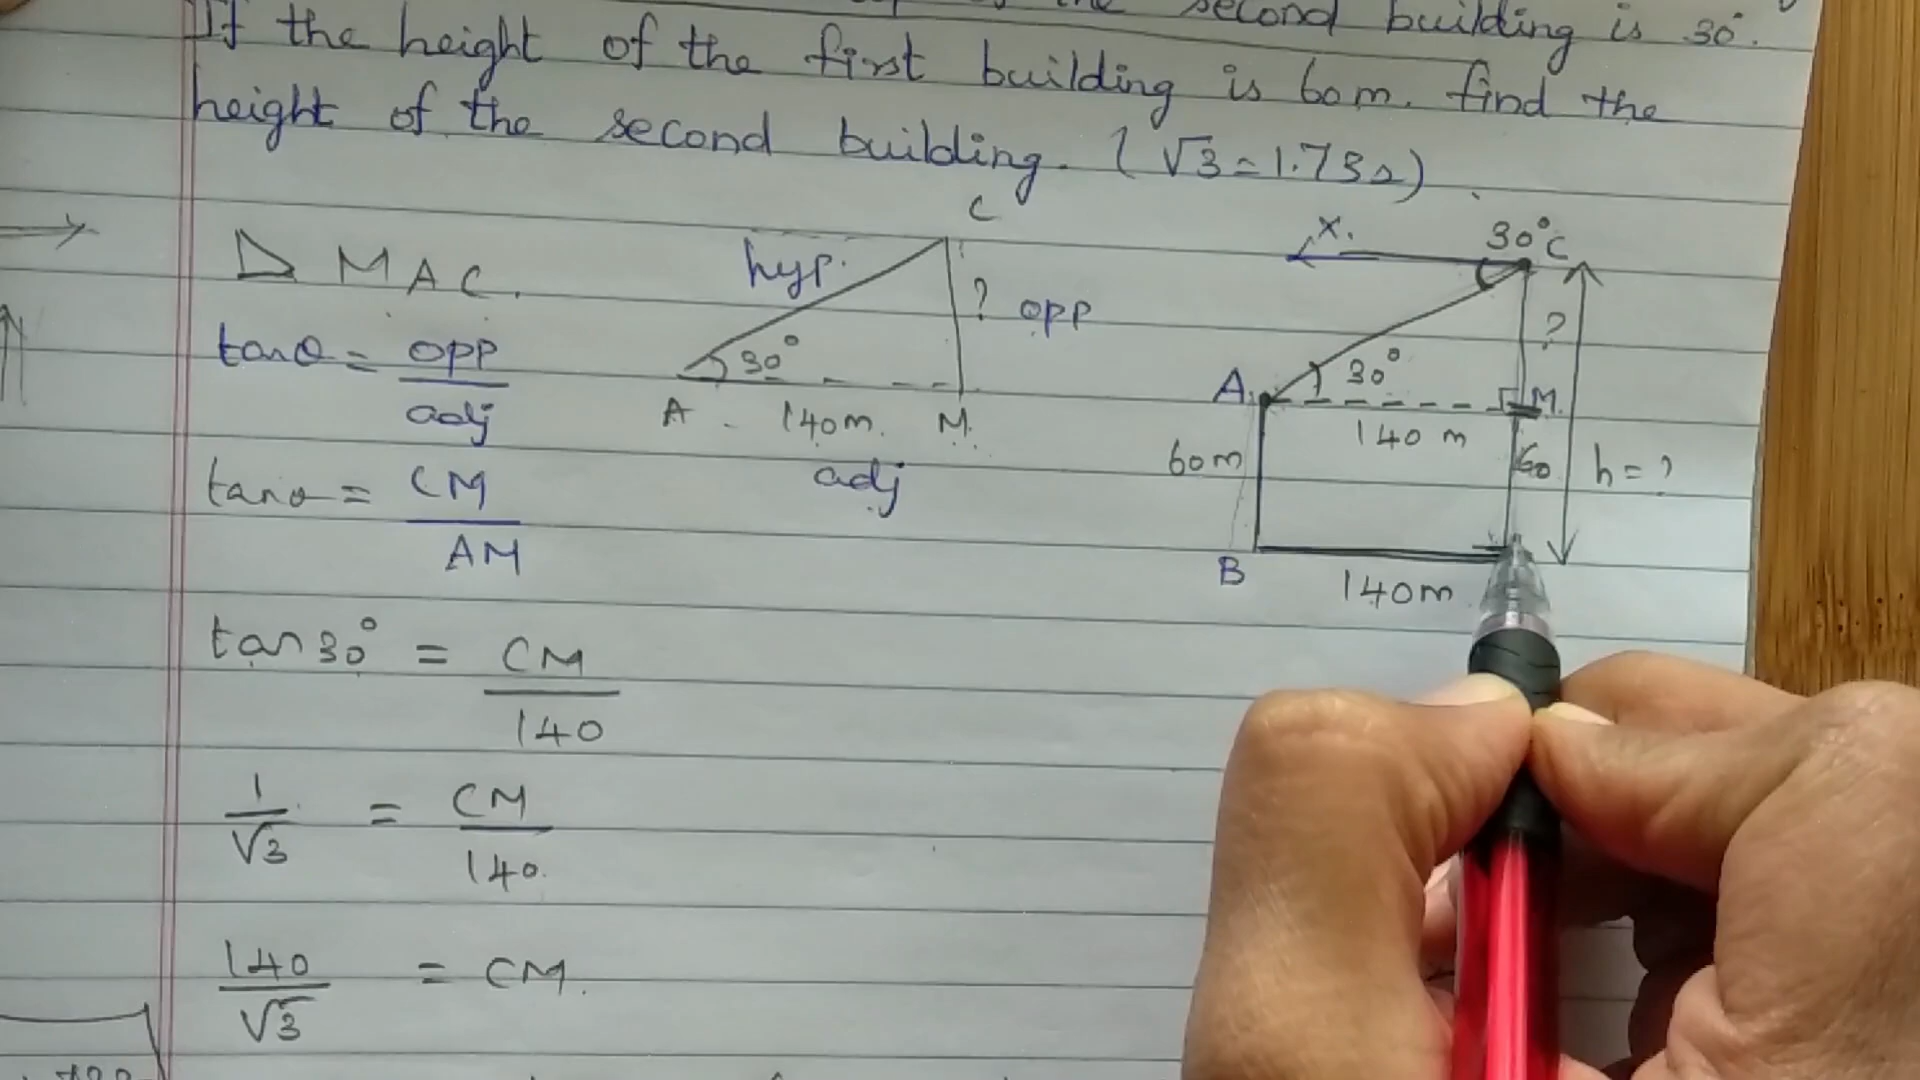 the second building is 30°.
If the height of the first building is 60m. find the
height of the second building. (√3=1.732)
△ MAC.
tanθ = opp
adj
tanθ = CM
AM
tan30° = CM
140
1
√3
= CM
140.
140
√3
= CM.
C
hyp.
? opp
30°
A 140m. M.
adj
x. 30° C
?
A 30° M.
140 m
60m 60 h = ?
B 140m